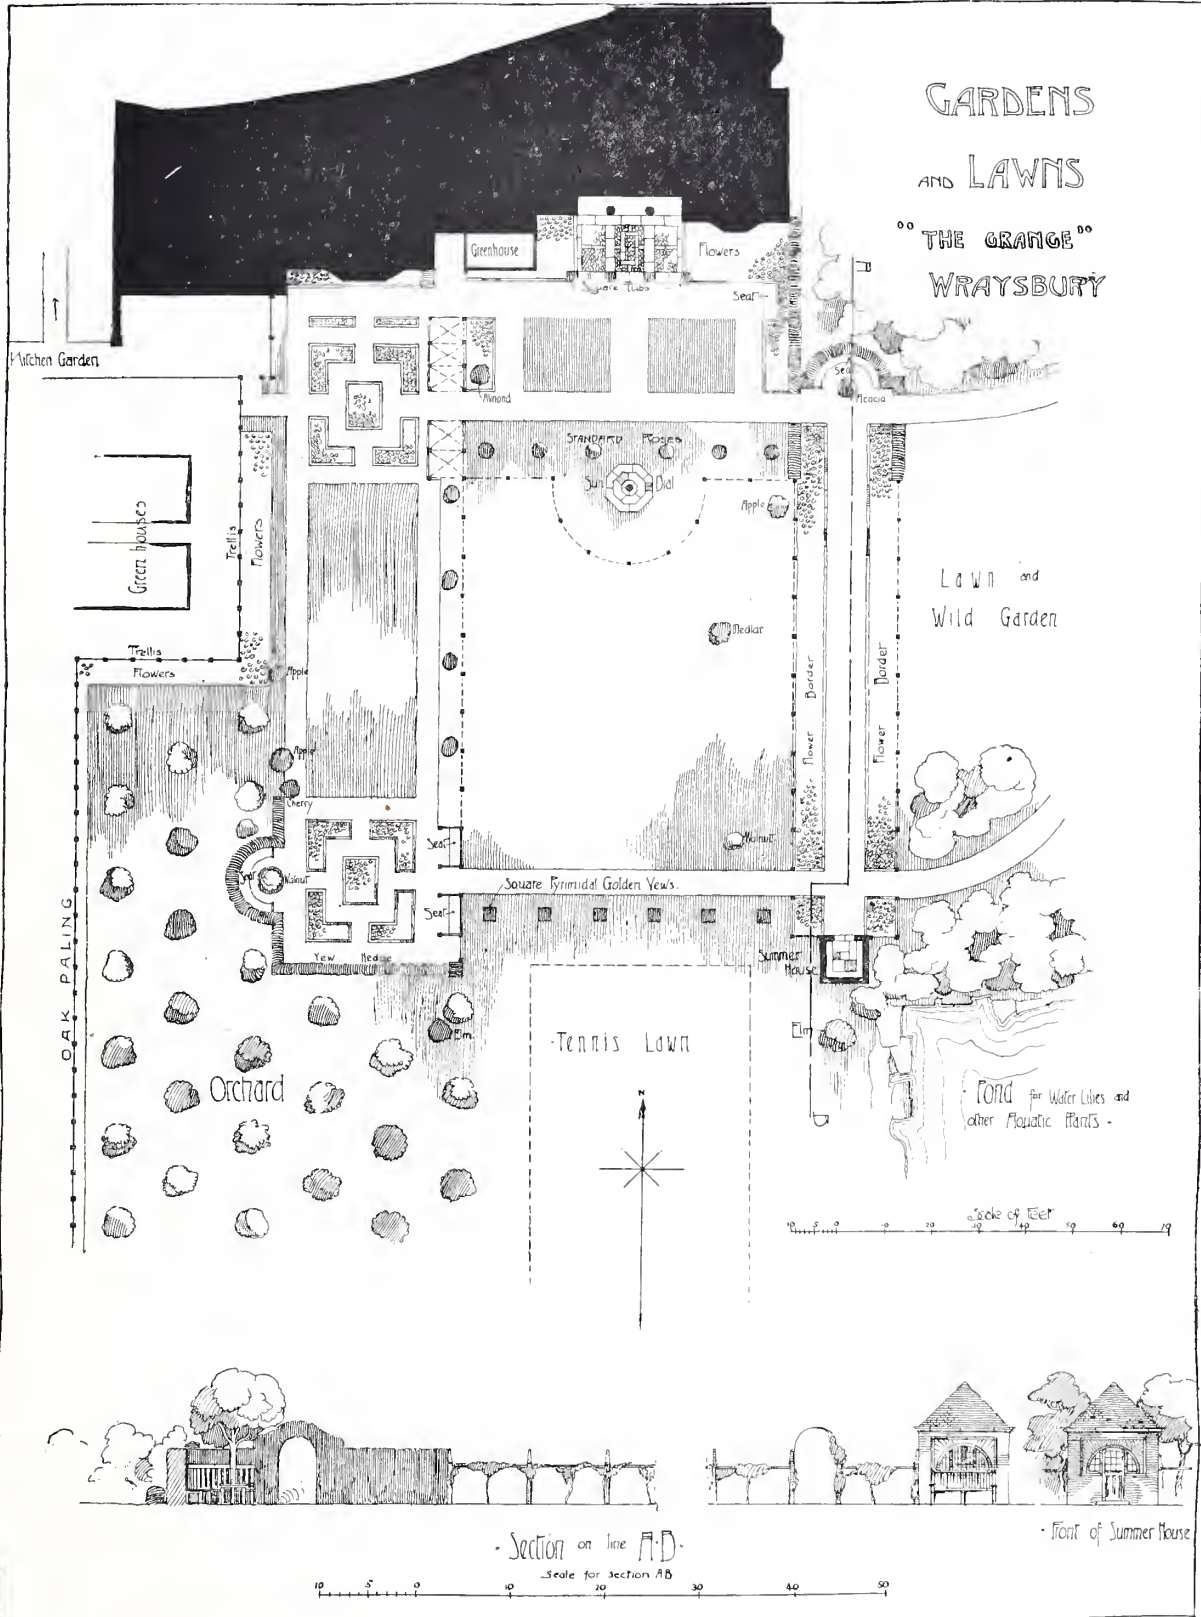 GARDENS
AND LAWNS
"THE GRANGE"
WRAYSBURY
Greenhouse
Flowers
Square Tubs
Seat
Kitchen Garden
Almond
Acacia
STANDARD ROSES
Sun Dial
Apple
Green houses
Trellis
Flowers
Lawn and
Wild Garden
Medlar
Trellis
Flowers
Apple
Flower Border
Flower Border
Apple
Cherry
Seat
Walnut
Seat
Walnut
Square Pyrimidal Golden Yews.
Seat
Yew Hedge
Summer
House
OAK PALING
Elm
Elm
-Tennis Lawn
Orchard
N
Pond for Water Lilies and
other Aquatic Plants -
Scale of Feet
10 5 0 10 20 30 40 50 60 70
- Section on line A-B -
- Front of Summer House
Scale for Section AB
10 5 0 10 20 30 40 50